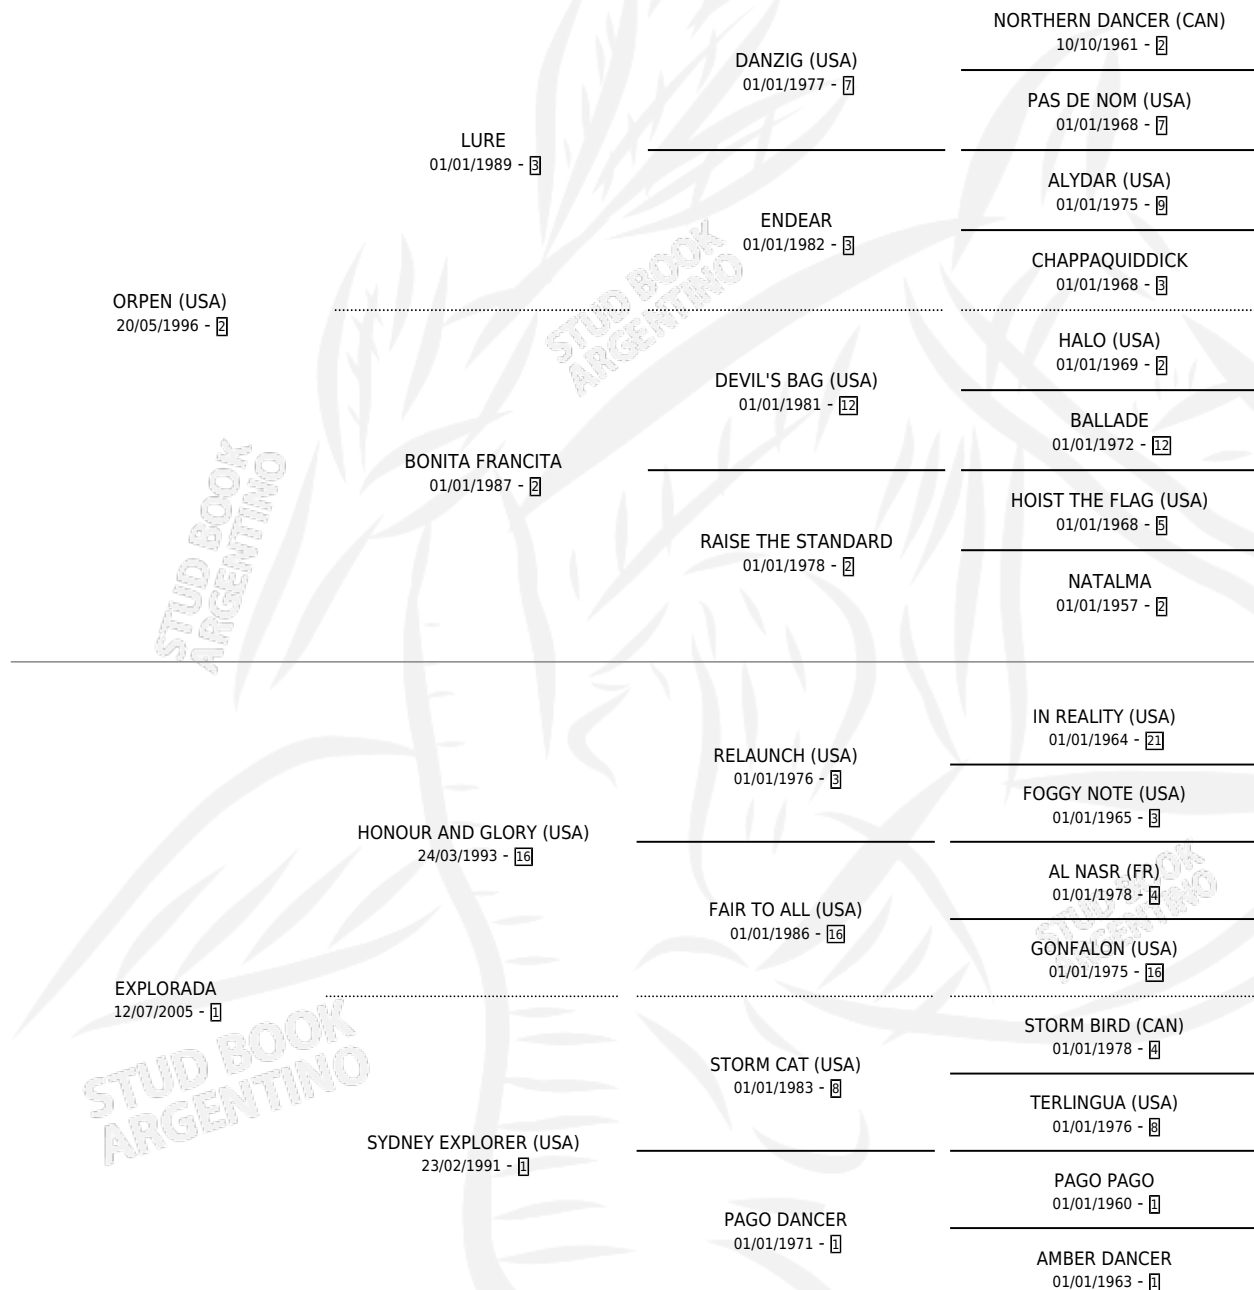 NORTHERN DANCER (CAN)
10/10/1961 - 2
DANZIG (USA)
01/01/1977 - 7
PAS DE NOM (USA)
01/01/1968 - 7
LURE
01/01/1989 - 3
ALYDAR (USA)
01/01/1975 - 9
ENDEAR
01/01/1982 - 3
CHAPPAQUIDDICK
01/01/1968 - 3
ORPEN (USA)
20/05/1996 - 2
STUD BOOK
ARGENTINO
HALO (USA)
01/01/1969 - 2
DEVIL'S BAG (USA)
01/01/1981 - 12
BALLADE
01/01/1972 - 12
BONITA FRANCITA
01/01/1987 - 2
HOIST THE FLAG (USA)
01/01/1968 - 5
RAISE THE STANDARD
01/01/1978 - 2
NATALMA
01/01/1957 - 2
STUD BOOK
ARGENTINO
IN REALITY (USA)
01/01/1964 - 21
RELAUNCH (USA)
01/01/1976 - 3
FOGGY NOTE (USA)
01/01/1965 - 3
HONOUR AND GLORY (USA)
24/03/1993 - 16
AL NASR (FR)
01/01/1978 - 4
FAIR TO ALL (USA)
01/01/1986 - 16
STUD BOOK
ARGENTINO
GONFALON (USA)
01/01/1975 - 16
EXPLORADA
12/07/2005 - 1
STORM BIRD (CAN)
01/01/1978 - 4
STORM CAT (USA)
01/01/1983 - 8
TERLINGUA (USA)
01/01/1976 - 8
STUD BOOK
ARGENTINO
SYDNEY EXPLORER (USA)
23/02/1991 - 1
PAGO PAGO
01/01/1960 - 1
PAGO DANCER
01/01/1971 - 1
AMBER DANCER
01/01/1963 - 1